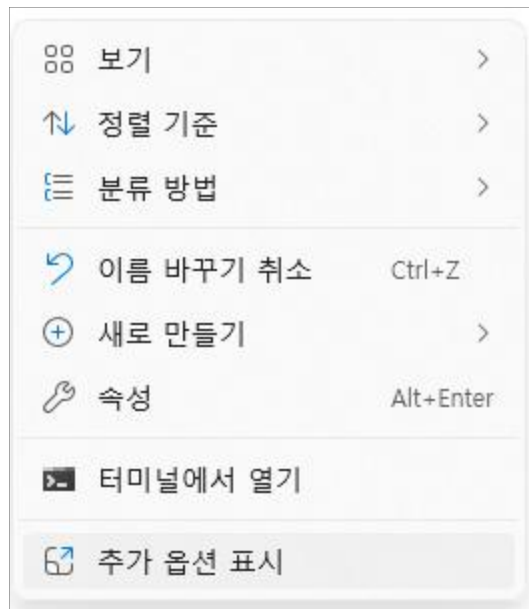 보기
정렬 기준
분류 방법
이름 바꾸기 취소 Ctrl+Z
새로 만들기
속성 Alt+Enter
터미널에서 열기
추가 옵션 표시